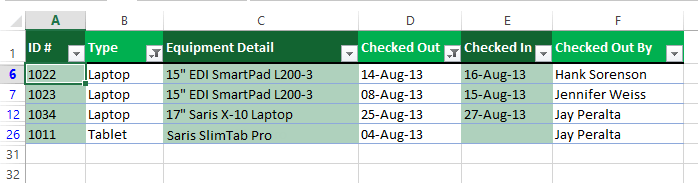 A B C D E F
1 ID # Type Equipment Detail Checked Out Checked In Checked Out By
6 1022 Laptop 15" EDI SmartPad L200-3 14-Aug-13 16-Aug-13 Hank Sorenson
7 1023 Laptop 15" EDI SmartPad L200-3 08-Aug-13 15-Aug-13 Jennifer Weiss
12 1034 Laptop 17" Saris X-10 Laptop 25-Aug-13 27-Aug-13 Jay Peralta
26 1011 Tablet Saris SlimTab Pro 04-Aug-13 Jay Peralta
31
32